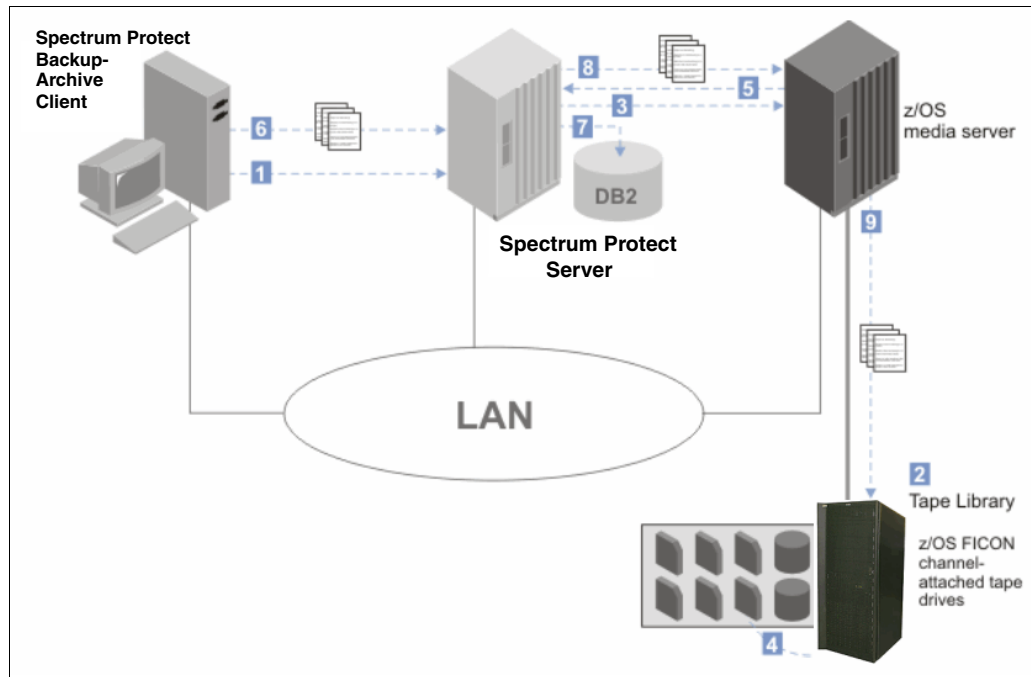 Spectrum Protect
Backup-
Archive
Client
6
1
8
5
3
7
DB2
Spectrum Protect
Server
z/OS
media server
9
LAN
2
Tape Library
z/OS FICON
channel-
attached tape
drives
4